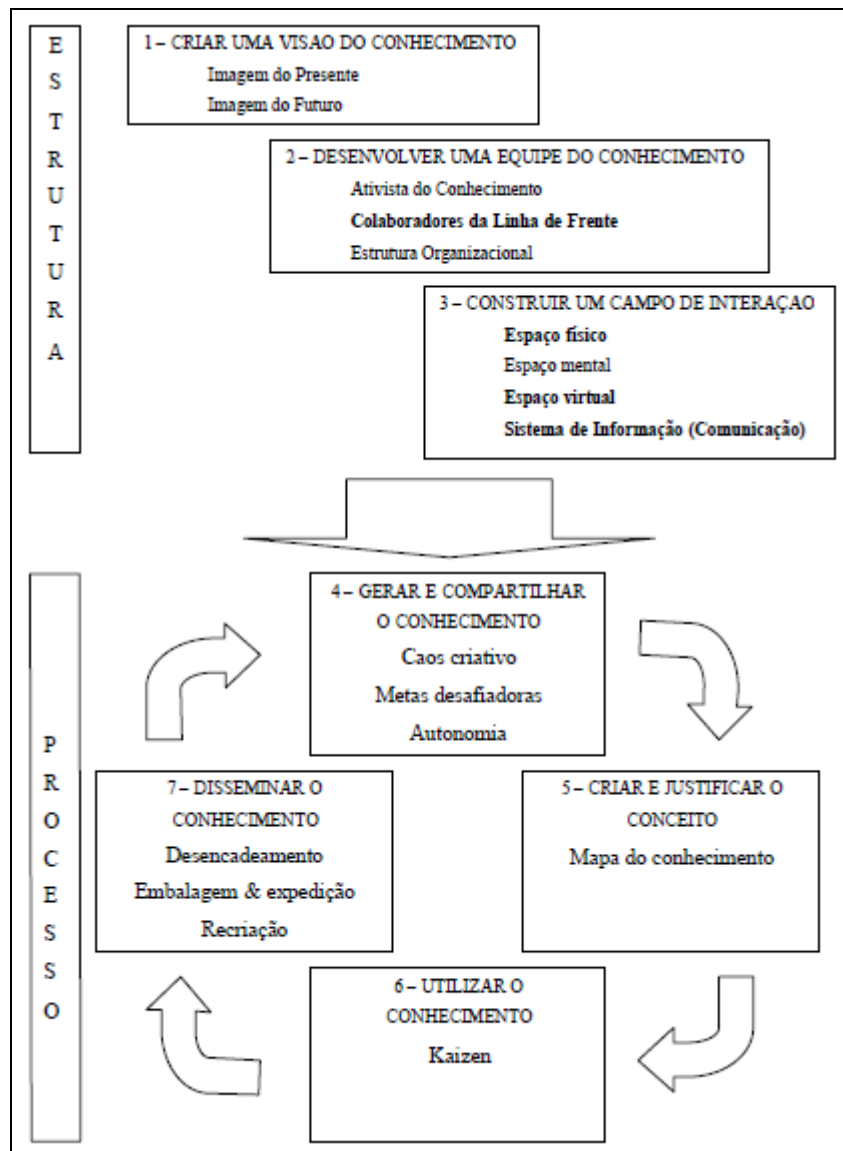 ESTRUTURA
1 – CRIAR UMA VISAO DO CONHECIMENTO
Imagem do Presente
Imagem do Futuro
2 – DESENVOLVER UMA EQUIPE DO CONHECIMENTO
Ativista do Conhecimento
Colaboradores da Linha de Frente
Estrutura Organizacional
3 – CONSTRUIR UM CAMPO DE INTERAÇAO
Espaço físico
Espaço mental
Espaço virtual
Sistema de Informação (Comunicação)
PROCESSO
4 – GERAR E COMPARTILHAR
O CONHECIMENTO
Caos criativo
Metas desafiadoras
Autonomia
5 – CRIAR E JUSTIFICAR O
CONCEITO
Mapa do conhecimento
6 – UTILIZAR O
CONHECIMENTO
Kaizen
7 – DISSEMINAR O
CONHECIMENTO
Desencadeamento
Embalagem & expedição
Recriação